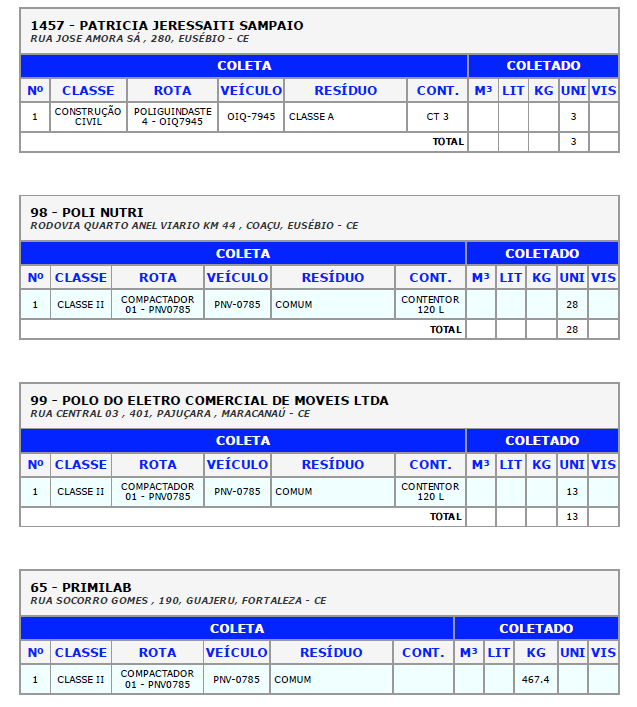 1457 - PATRICIA JERESSAITI SAMPAIO
RUA JOSE AMORA SÁ , 280, EUSÉBIO - CE
COLETA COLETADO
Nº CLASSE ROTA VEÍCULO RESÍDUO CONT. M³ LIT KG UNI VIS
1 CONSTRUÇÃO CIVIL POLIGUINDASTE 4 - OIQ7945 OIQ-7945 CLASSE A CT 3 3
TOTAL 3
98 - POLI NUTRI
RODOVIA QUARTO ANEL VIARIO KM 44 , COAÇU, EUSÉBIO - CE
COLETA COLETADO
Nº CLASSE ROTA VEÍCULO RESÍDUO CONT. M³ LIT KG UNI VIS
1 CLASSE II COMPACTADOR 01 - PNV0785 PNV-0785 COMUM CONTENTOR 120 L 28
TOTAL 28
99 - POLO DO ELETRO COMERCIAL DE MOVEIS LTDA
RUA CENTRAL 03 , 401, PAJUÇARA , MARACANAÚ - CE
COLETA COLETADO
Nº CLASSE ROTA VEÍCULO RESÍDUO CONT. M³ LIT KG UNI VIS
1 CLASSE II COMPACTADOR 01 - PNV0785 PNV-0785 COMUM CONTENTOR 120 L 13
TOTAL 13
65 - PRIMILAB
RUA SOCORRO GOMES , 190, GUAJERU, FORTALEZA - CE
COLETA COLETADO
Nº CLASSE ROTA VEÍCULO RESÍDUO CONT. M³ LIT KG UNI VIS
1 CLASSE II COMPACTADOR 01 - PNV0785 PNV-0785 COMUM 467.4